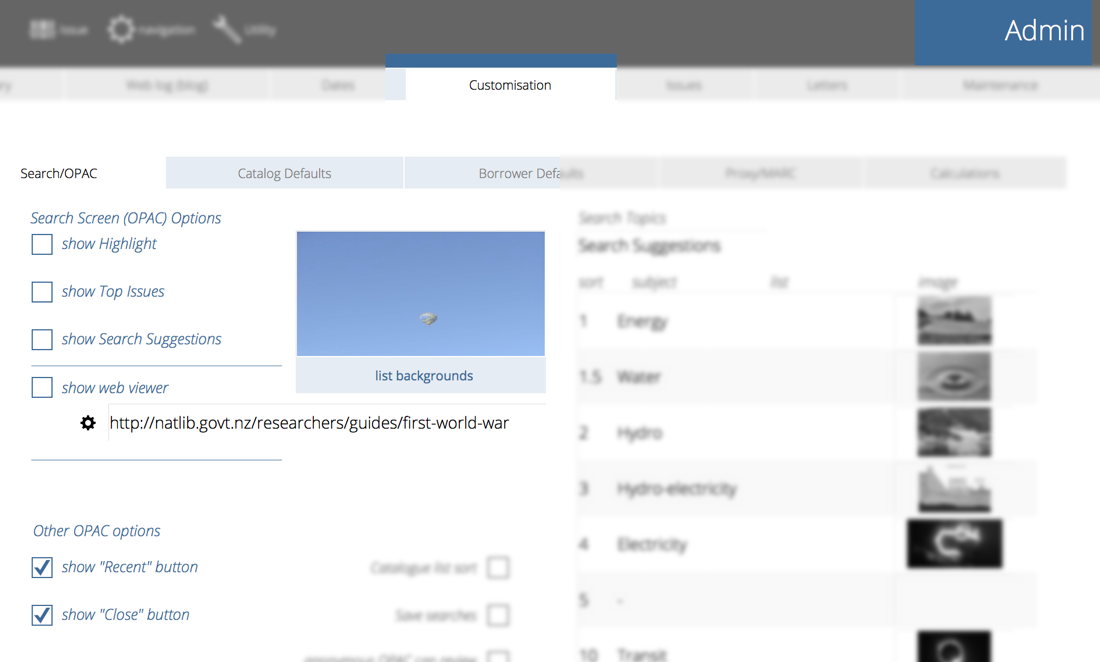 Issue navigation Utility Admin
Web log (blog) Dates Customisation Issues Letters Maintenance
Search/OPAC Catalog Defaults Borrower Defaults Proxy/MARC Calculations
Search Screen (OPAC) Options
show Highlight
show Top Issues
show Search Suggestions
show web viewer
list backgrounds
http://natlib.govt.nz/researchers/guides/first-world-war
Other OPAC options
show "Recent" button
show "Close" button
Catalogue list sort
Save searches
anonymous OPAC can review
Search Topics
Search Suggestions
sort subject list image
1 Energy
1.5 Water
2 Hydro
3 Hydro-electricity
4 Electricity
5 -
10 Transit